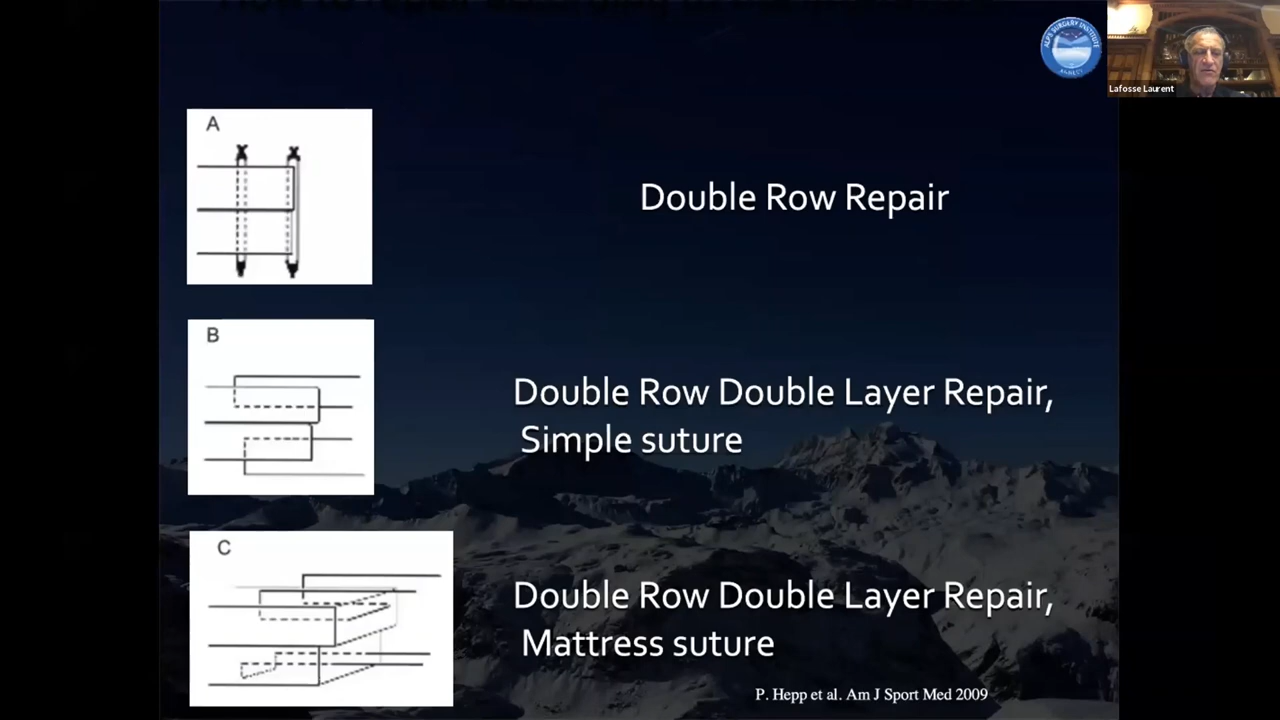 Lafosse Laurent
A
Double Row Repair
B
Double Row Double Layer Repair,
Simple suture
C
Double Row Double Layer Repair,
Mattress suture
P. Hepp et al. Am J Sport Med 2009